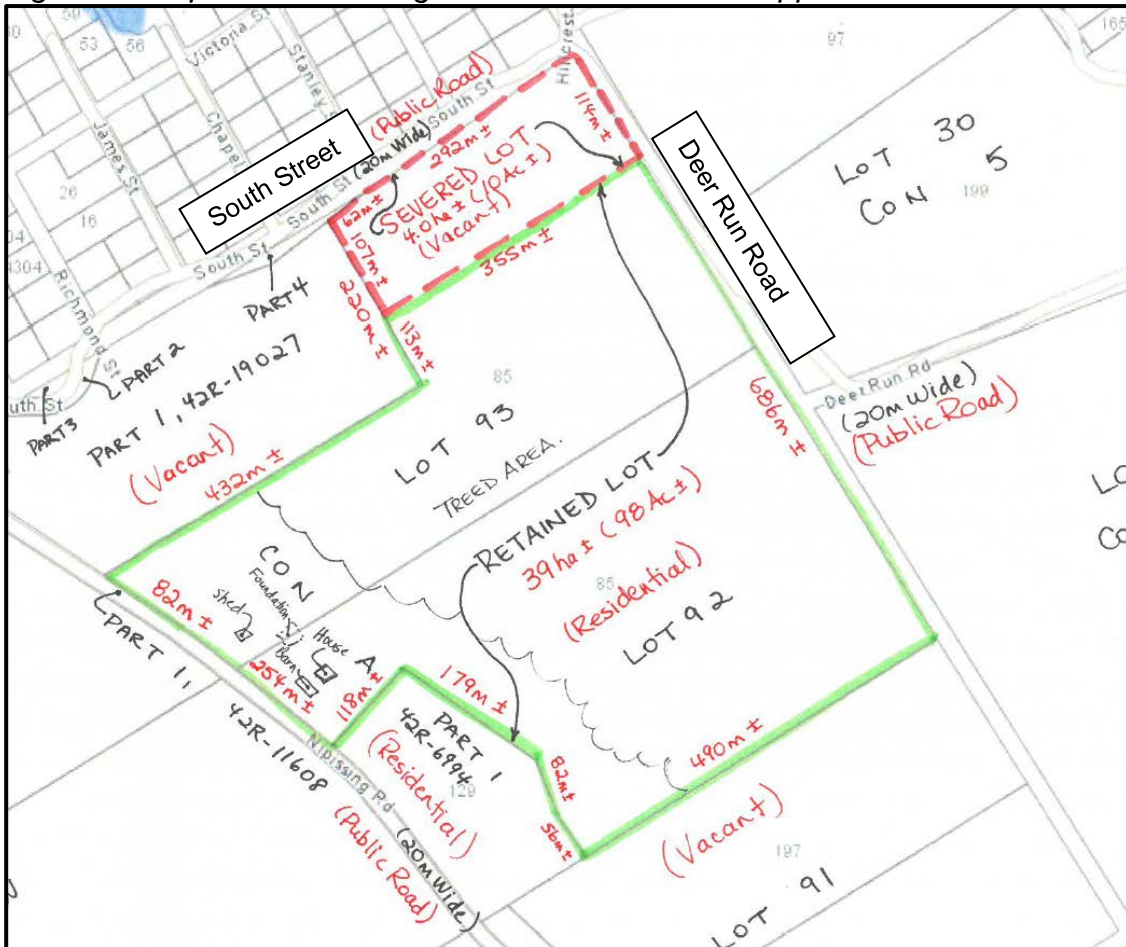 53
56
Victoria St
Stanley
Chapel
James St
26
16
4304
Richmond St
South St
South St
South St
uth St
Hillcrest
97
165
South Street
(Public Road)
(20m Wide)
292m ±
114m ±
62m ±
107m ±
220m ±
SEVERED LOT
4.0ha ± (10 Ac ±)
(Vacant)
355m ±
113m ±
Deer Run Road
LOT 30
CON 5
199
PART 4
PART 2
PART 3
PART 1, 42R-19027
(Vacant)
432m ±
85
LOT 93
TREED AREA.
686m ±
Deer Run Rd
(20m Wide)
(Public Road)
RETAINED LOT
39ha ± (98 Ac ±)
85
(Residential)
LOT 92
CON A
Foundation
Shed
House
Barn
82m ±
254m ±
118m ±
179m ±
82m ±
56m ±
490m ±
PART 11,
42R-11608
PART 1
42R-6994
(Residential)
129
Nipissing Rd
(20m Wide)
(Public Road)
(Vacant)
197
LOT 91
LO
CO